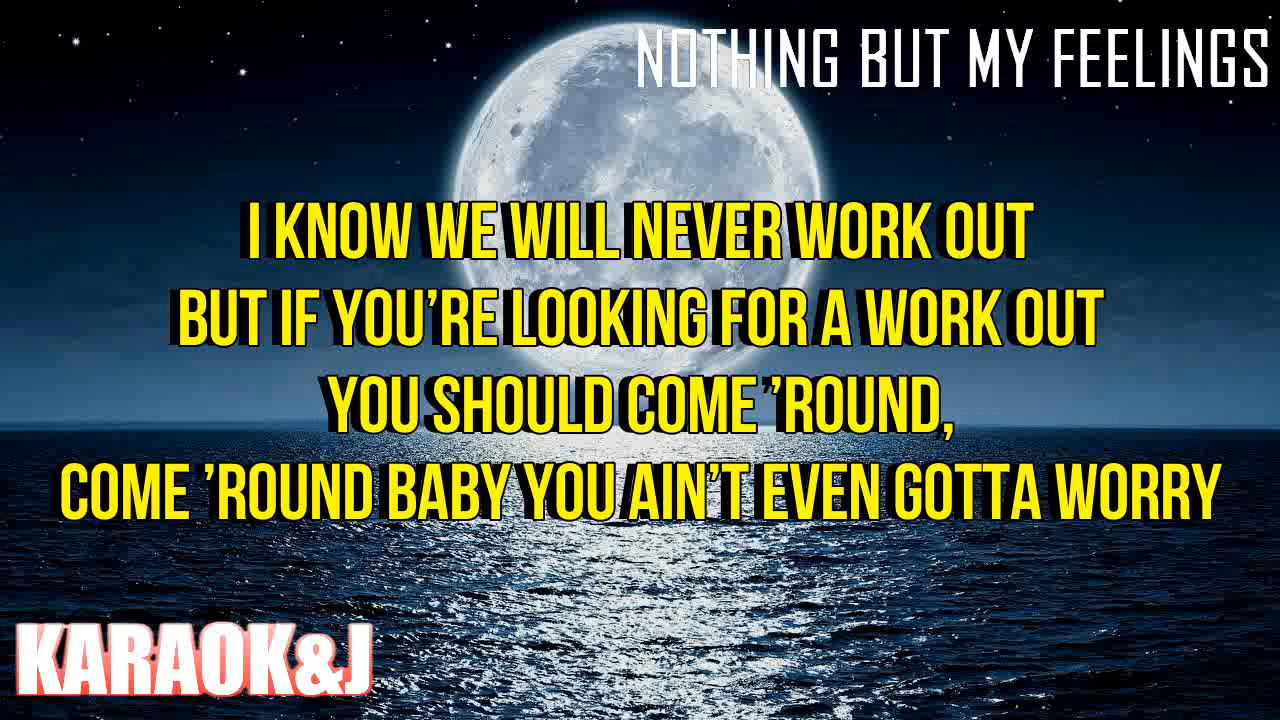 NOTHING BUT MY FEELINGS
I KNOW WE WILL NEVER WORK OUT
BUT IF YOU’RE LOOKING FOR A WORK OUT
YOU SHOULD COME ’ROUND,
COME ’ROUND BABY YOU AIN’T EVEN GOTTA WORRY
KARAOK&J